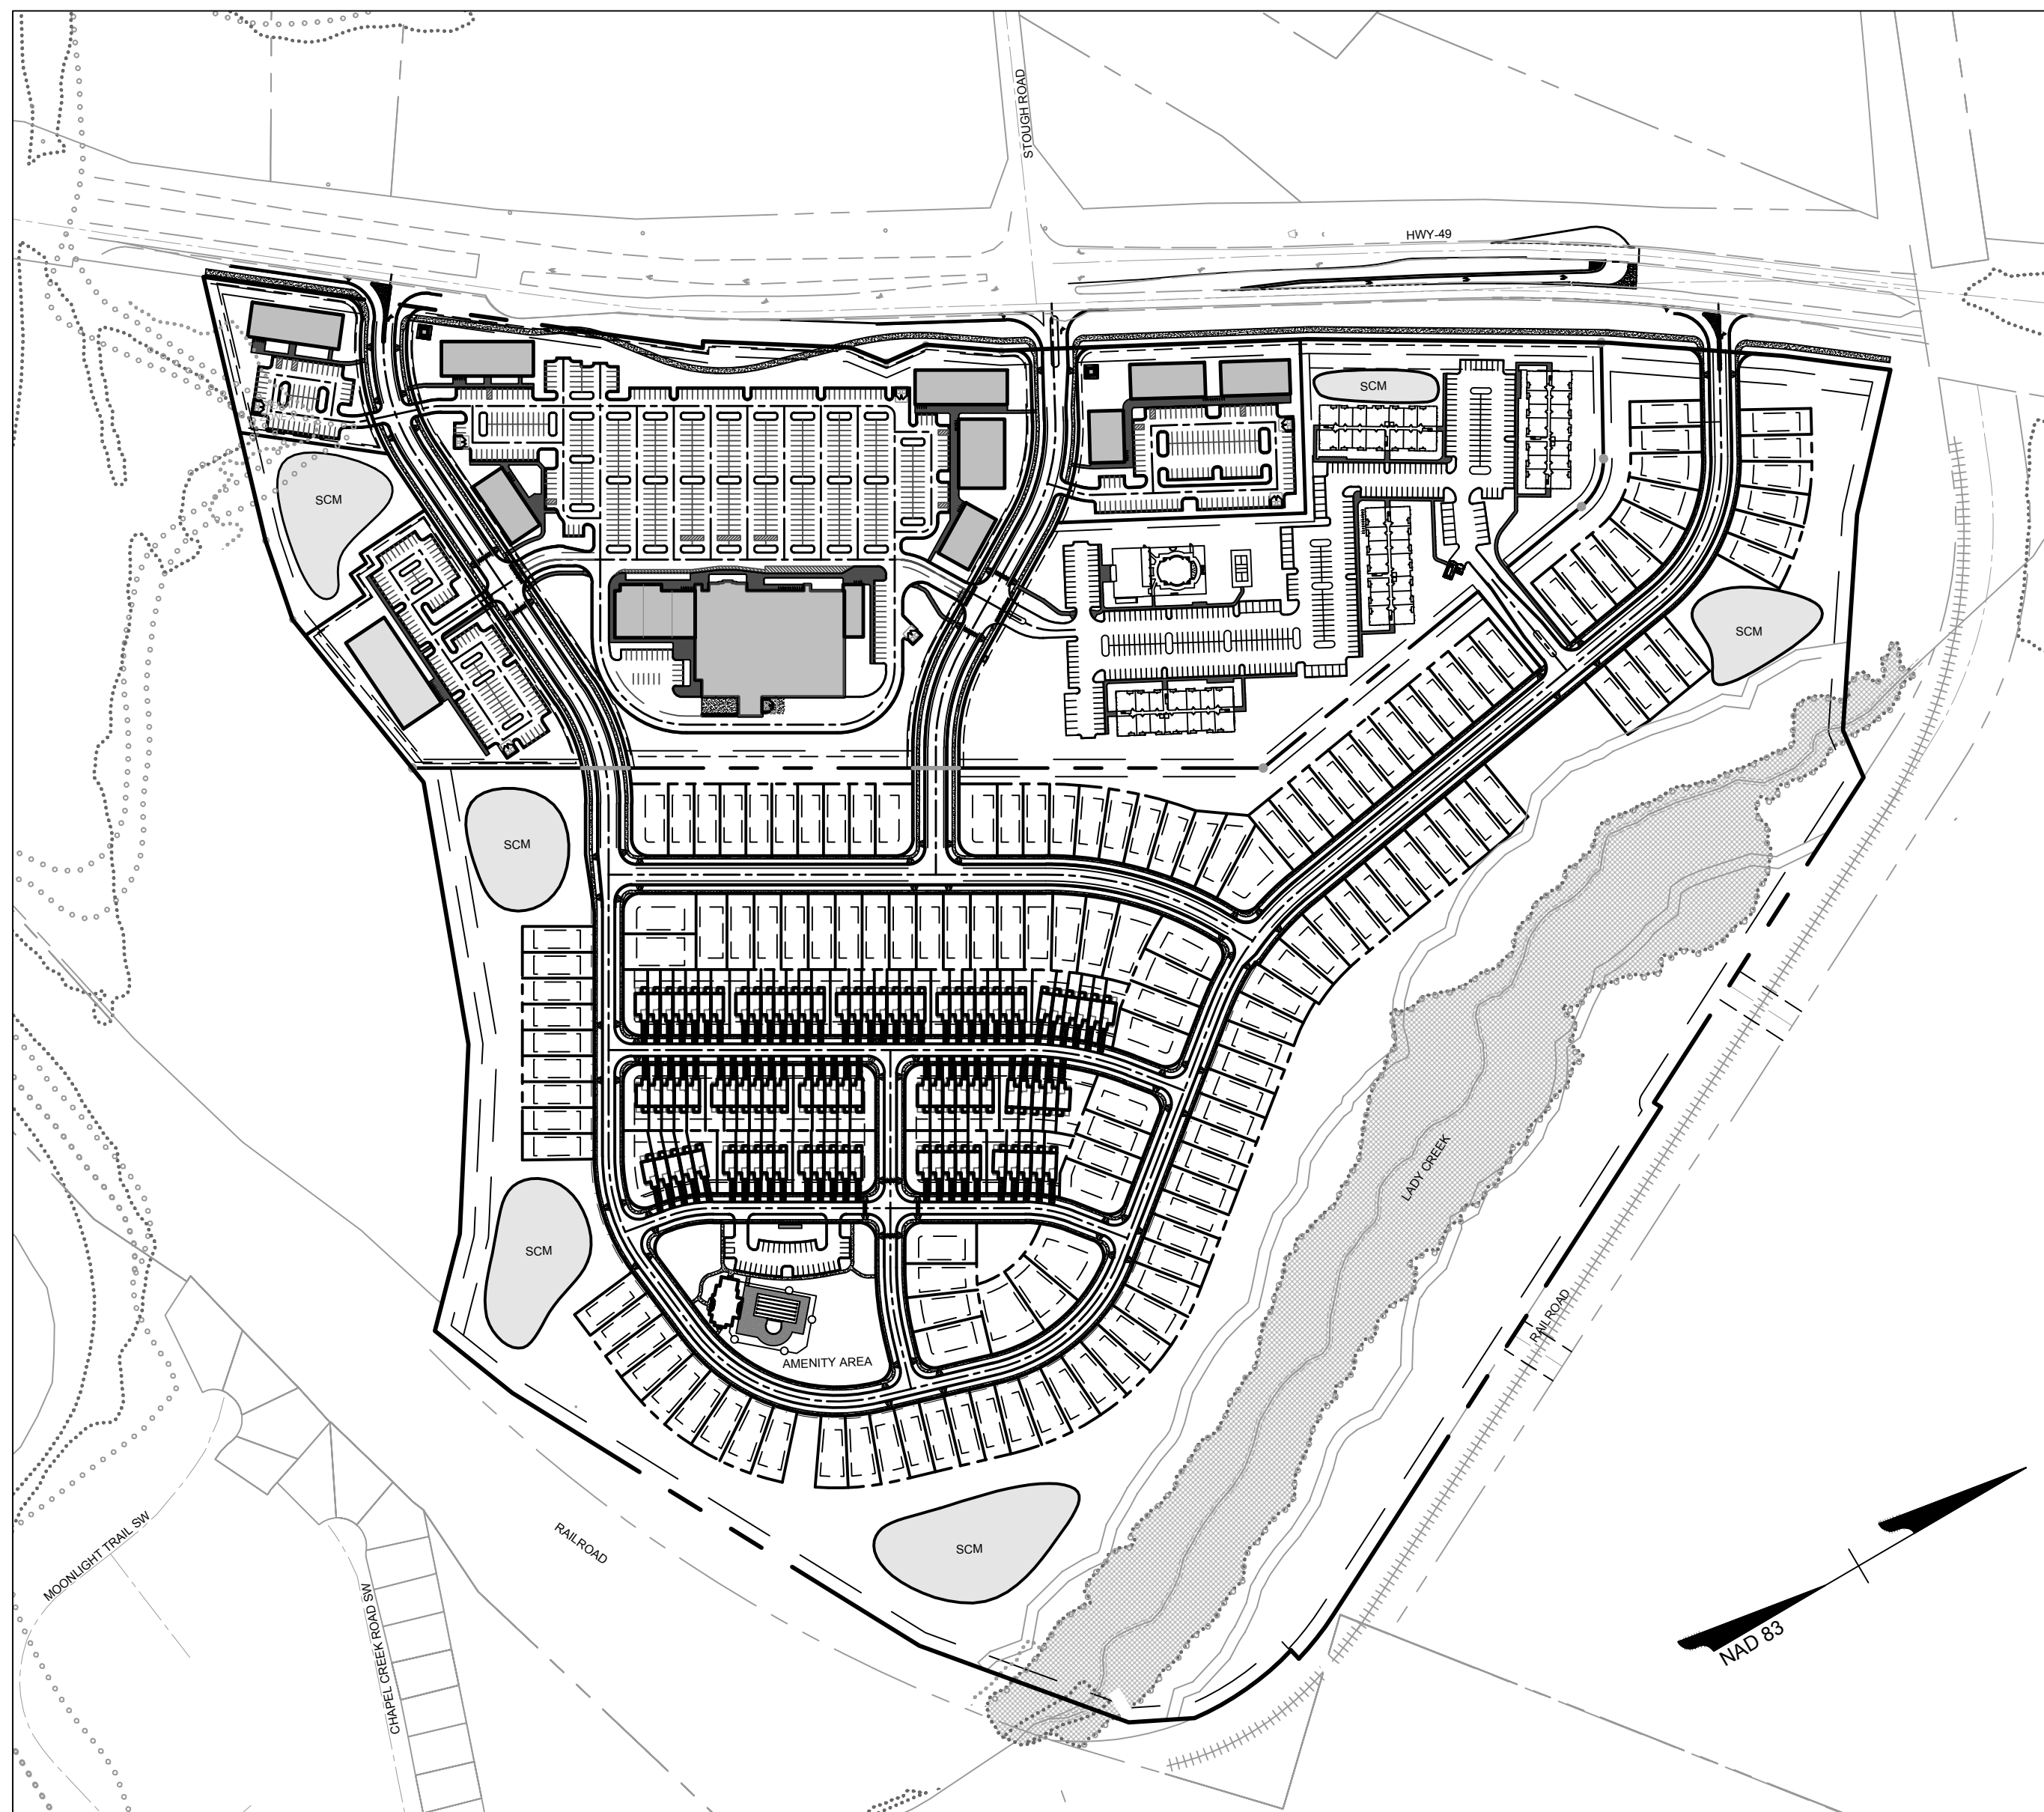 STOUGH ROAD
HWY-49
SCM
SCM
SCM
SCM
LADY CREEK
SCM
RAILROAD
AMENITY AREA
MOONLIGHT TRAIL SW
RAILROAD
SCM
CHAPEL CREEK ROAD SW
NAD 83